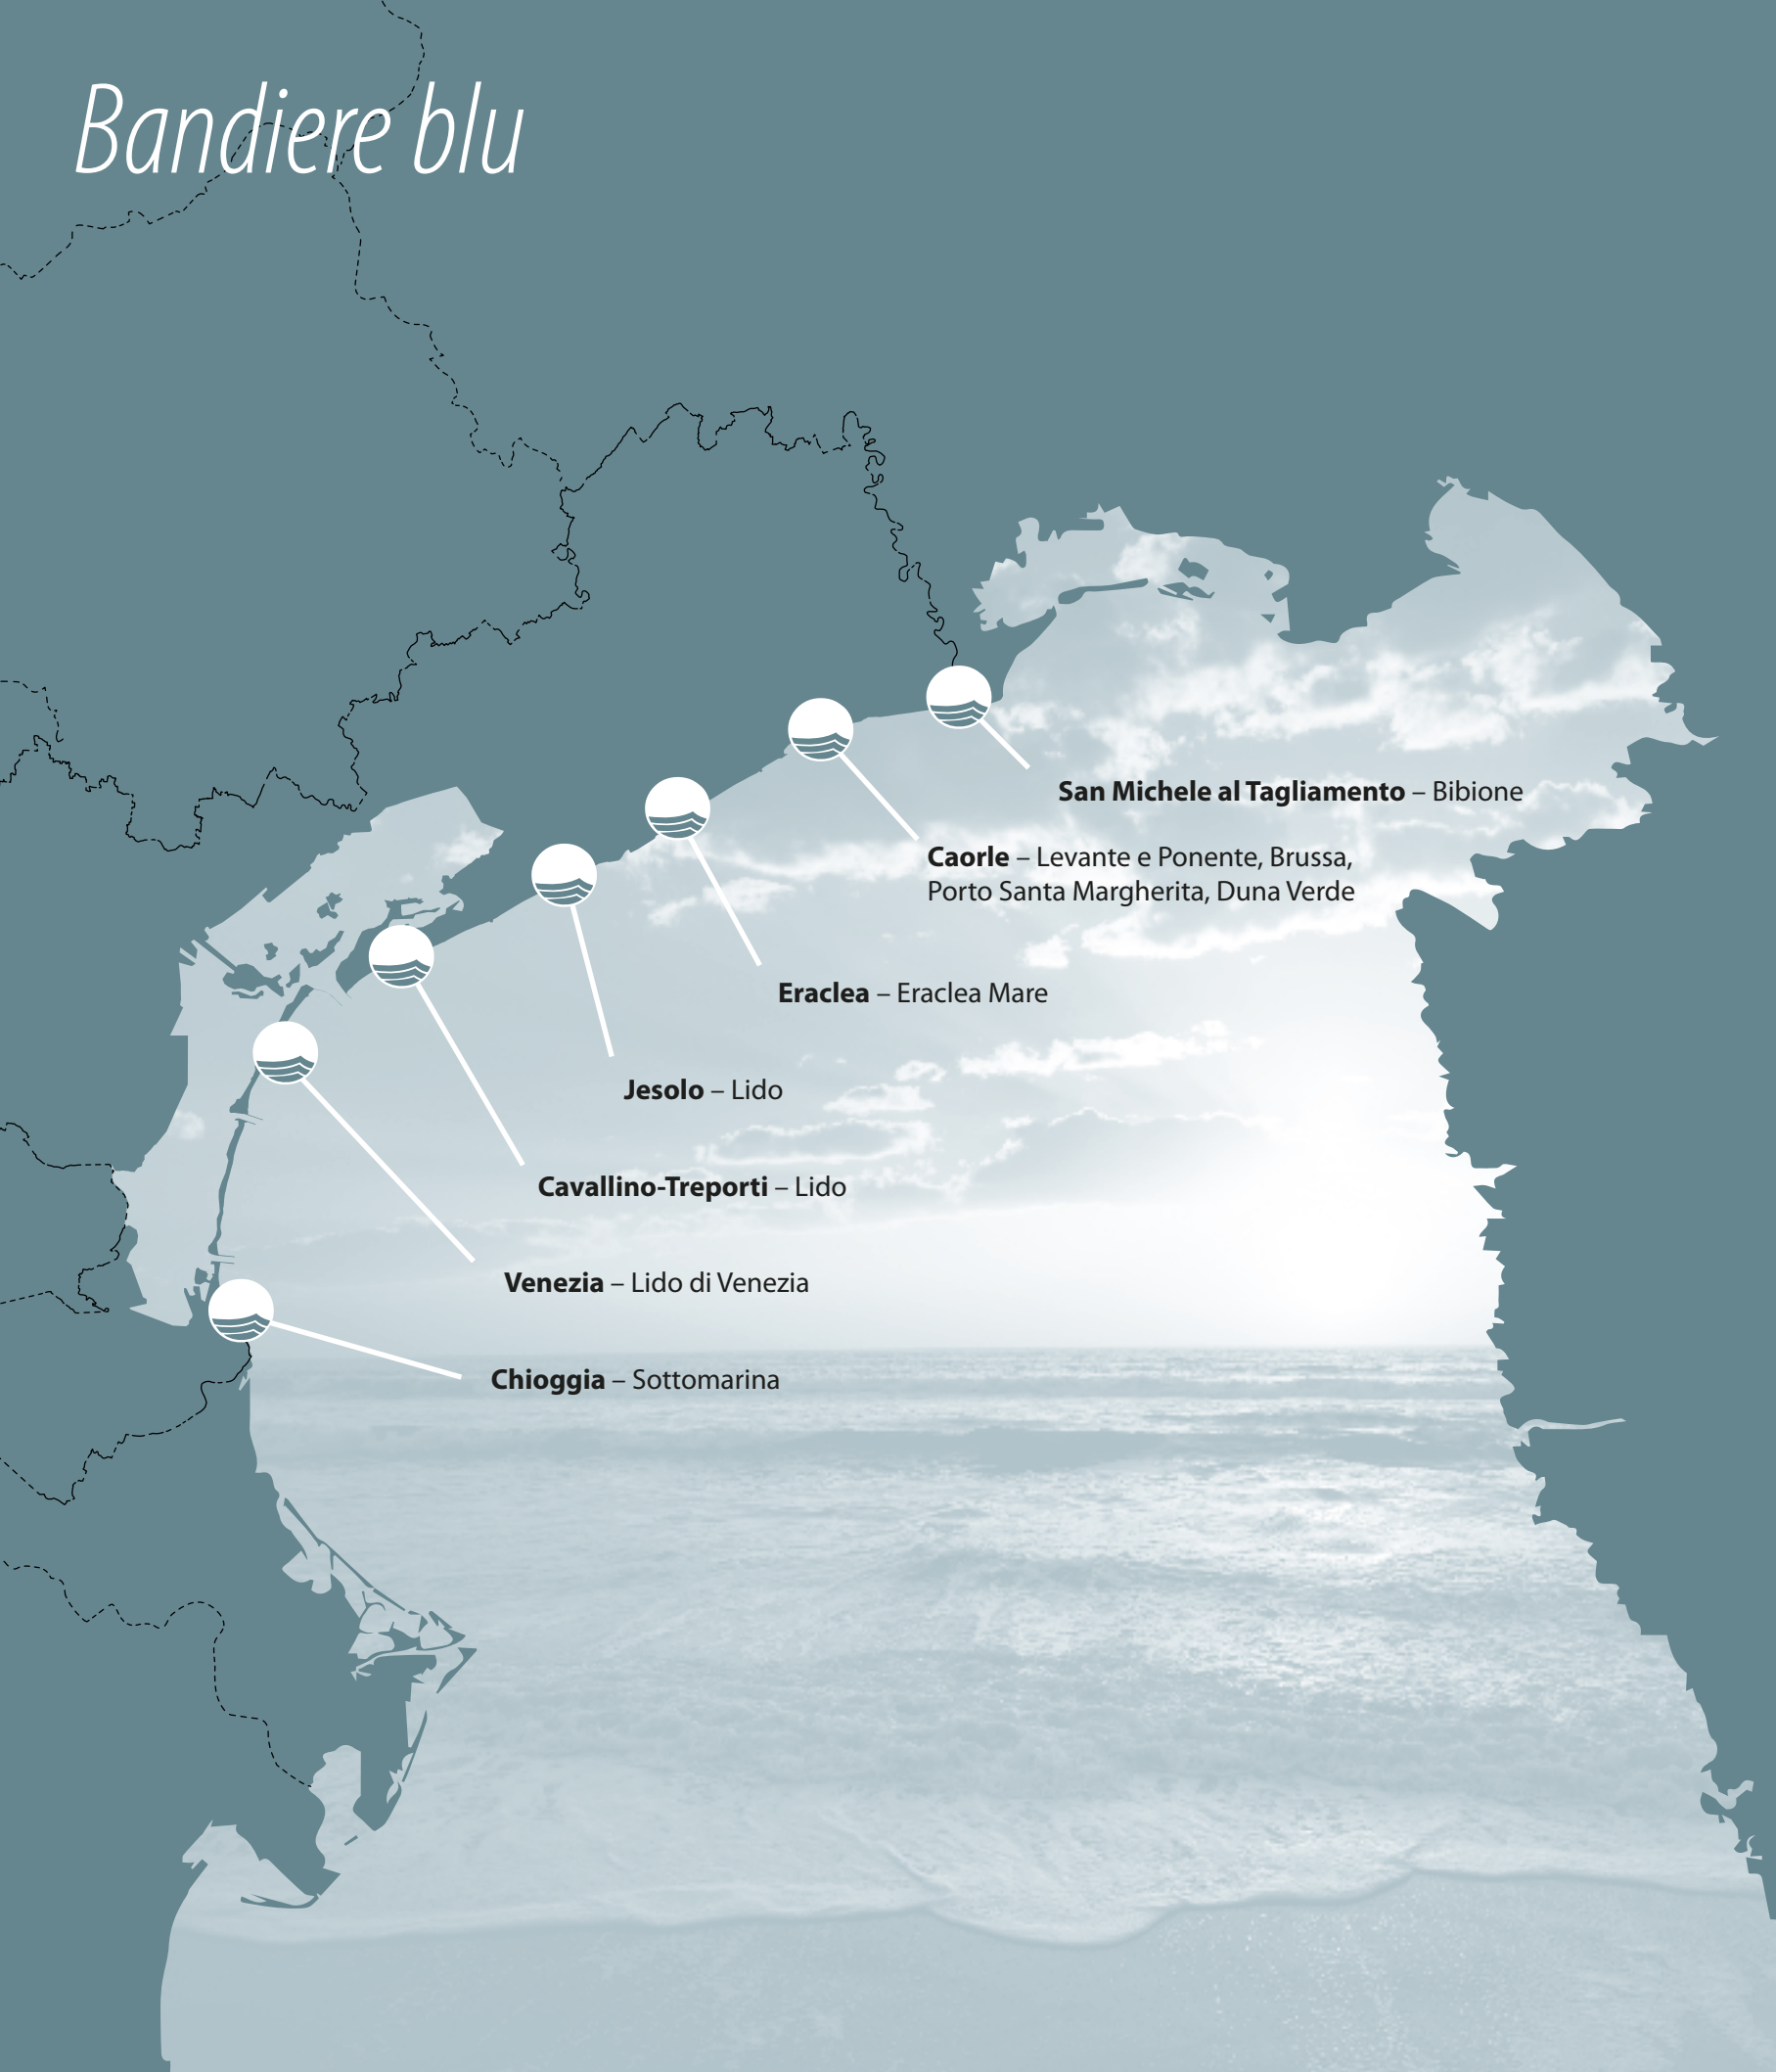 Bandiere blu
San Michele al Tagliamento – Bibione
Caorle – Levante e Ponente, Brussa,
Porto Santa Margherita, Duna Verde
Eraclea – Eraclea Mare
Jesolo – Lido
Cavallino-Treporti – Lido
Venezia – Lido di Venezia
Chioggia – Sottomarina